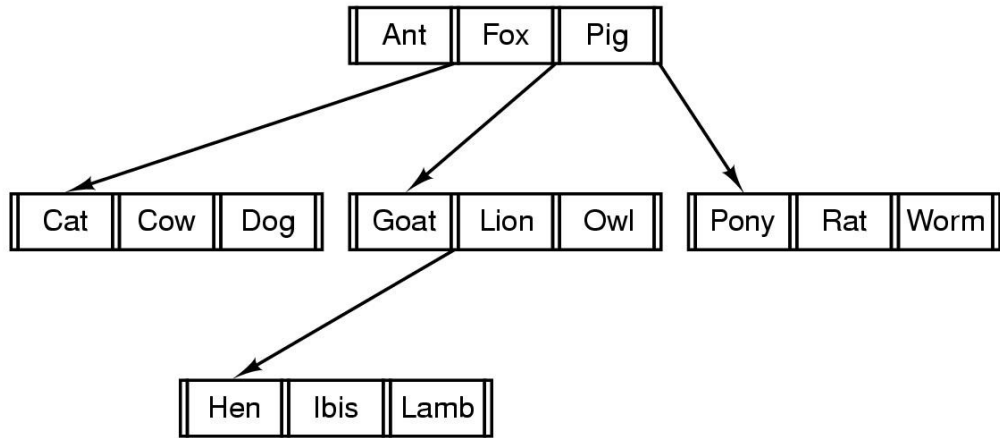 Ant Fox Pig
Cat Cow Dog Goat Lion Owl Pony Rat Worm
Hen Ibis Lamb